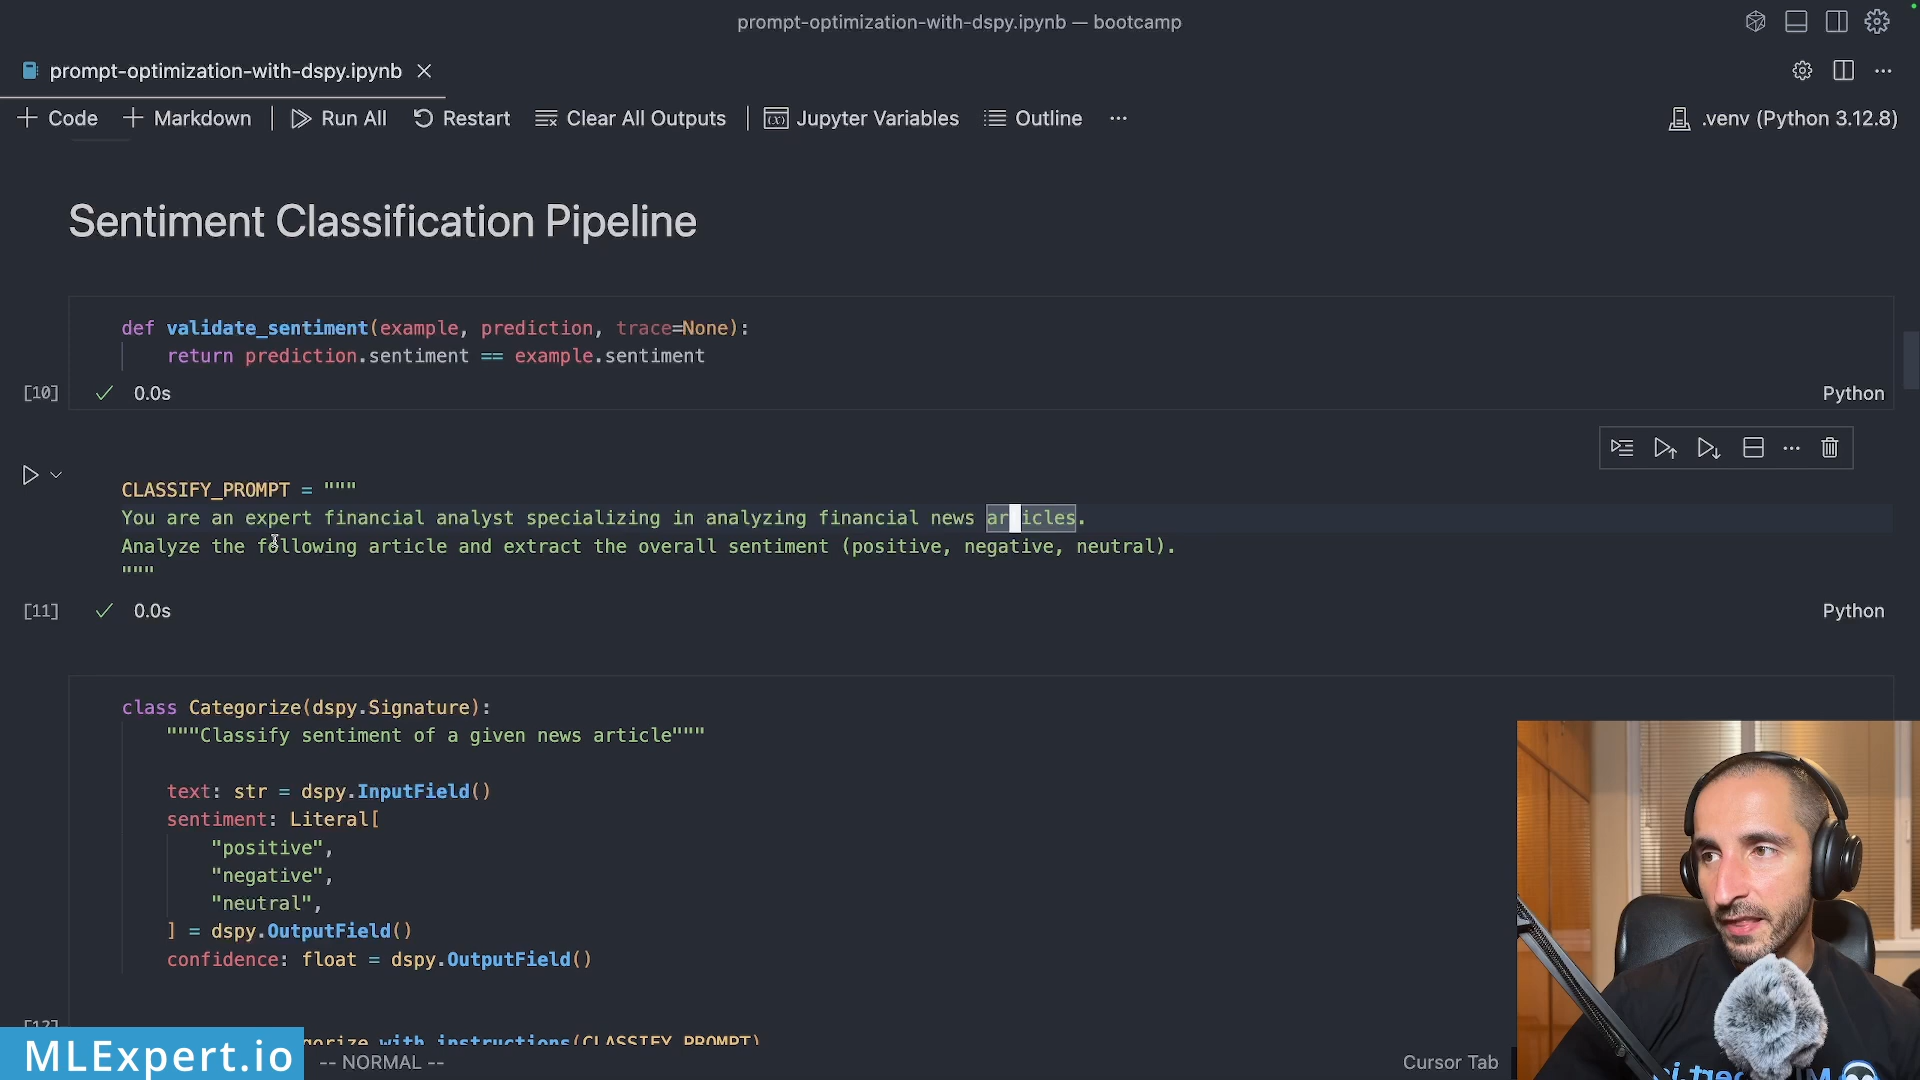 prompt-optimization-with-dspy.ipynb — bootcamp
prompt-optimization-with-dspy.ipynb
Code Markdown Run All Restart Clear All Outputs Jupyter Variables Outline ... .venv (Python 3.12.8)
Sentiment Classification Pipeline
def validate_sentiment(example, prediction, trace=None):
return prediction.sentiment == example.sentiment
[10] 0.0s Python
CLASSIFY_PROMPT = """
You are an expert financial analyst specializing in analyzing financial news articles.
Analyze the following article and extract the overall sentiment (positive, negative, neutral).
"""
[11] 0.0s Python
class Categorize(dspy.Signature):
"""Classify sentiment of a given news article"""
text: str = dspy.InputField()
sentiment: Literal[
"positive",
"negative",
"neutral",
] = dspy.OutputField()
confidence: float = dspy.OutputField()
with_instructions(CLASSIFY_PROMPT)
MLExpert.io
-- NORMAL --
Cursor Tab